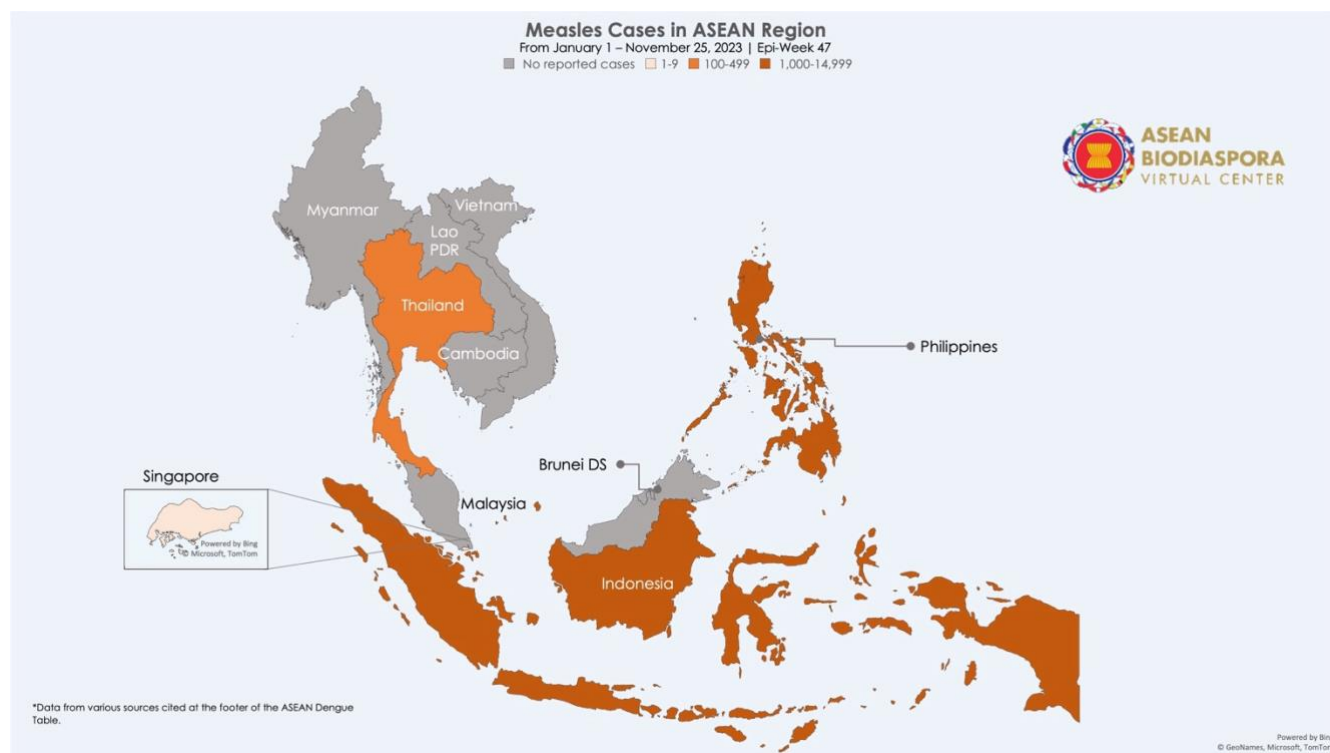 Measles Cases in ASEAN Region
From January 1 – November 25, 2023 | Epi-Week 47
No reported cases 1-9 100-499 1,000-14,999
ASEAN
BIODIASPORA
VIRTUAL CENTER
Myanmar
Vietnam
Lao
PDR
Thailand
Cambodia
Philippines
Brunei DS
Singapore
Malaysia
Powered by Bing
© Microsoft, TomTom
Indonesia
*Data from various sources cited at the footer of the ASEAN Dengue
Table.
Powered by Bing
© GeoNames, Microsoft, TomTom